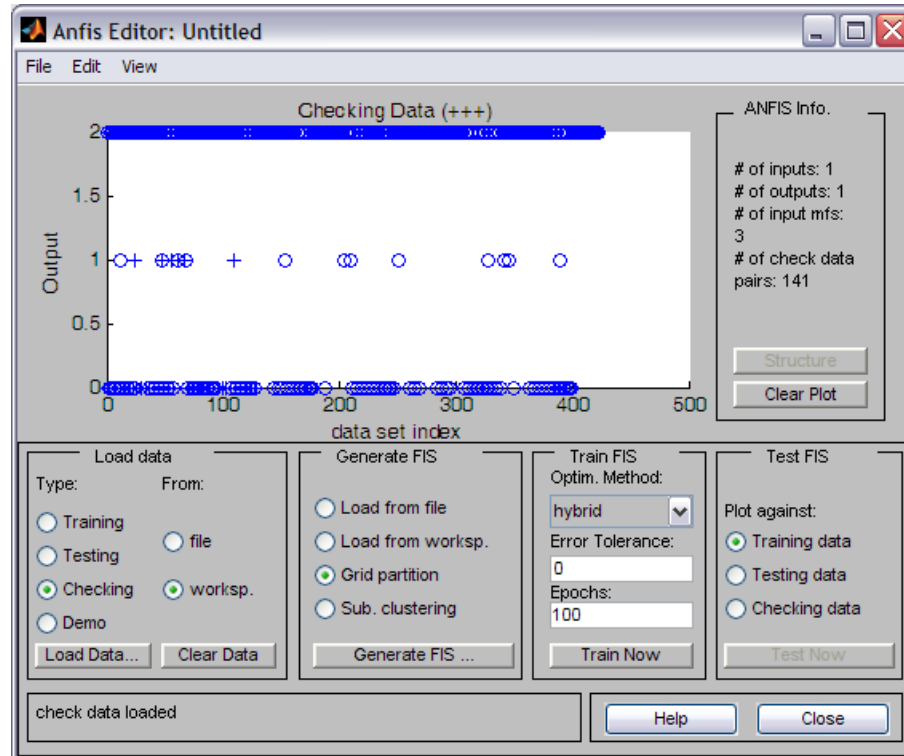 Anfis Editor: Untitled
File Edit View
Checking Data (+++)
2
1.5
1
0.5
0
Output
0 100 200 300 400 500
data set index
ANFIS Info.
# of inputs: 1
# of outputs: 1
# of input mfs:
3
# of check data
pairs: 141
Structure
Clear Plot
Load data
Type: From:
Training
Testing
Checking
Demo
file
worksp.
Load Data... Clear Data
Generate FIS
Load from file
Load from worksp.
Grid partition
Sub. clustering
Generate FIS ...
Train FIS
Optim. Method:
hybrid
Error Tolerance:
0
Epochs:
100
Train Now
Test FIS
Plot against:
Training data
Testing data
Checking data
Test Now
check data loaded
Help Close